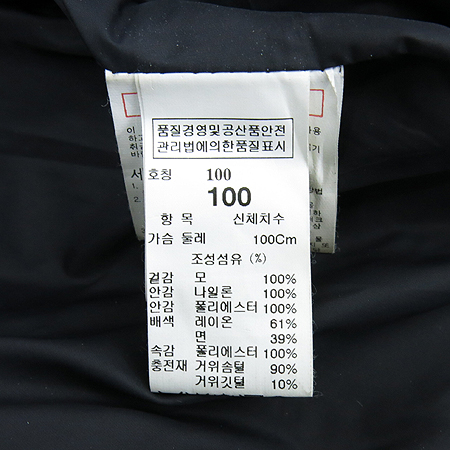 품질경영및공산품안전
관리법에의한품질표시
호칭 100
100
항 목 신체치수
가슴 둘레 100Cm
조성섬유 (%)
겉감 모 100%
안감 나일론 100%
안감 폴리에스터 100%
배색 레이온 61%
면 39%
속감 폴리에스터 100%
충전재 거위솜털 90%
거위깃털 10%